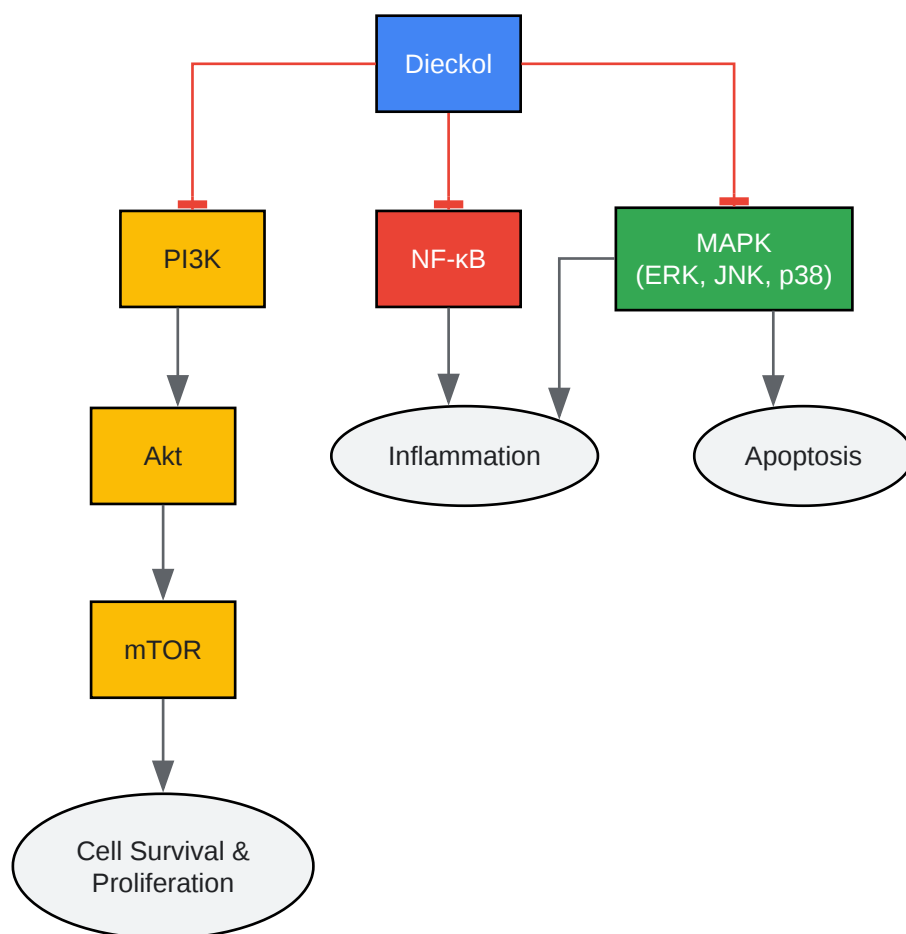 Dieckol
PI3K
NF-κB
MAPK
(ERK, JNK, p38)
Akt
Inflammation
Apoptosis
mTOR
Cell Survival &
Proliferation